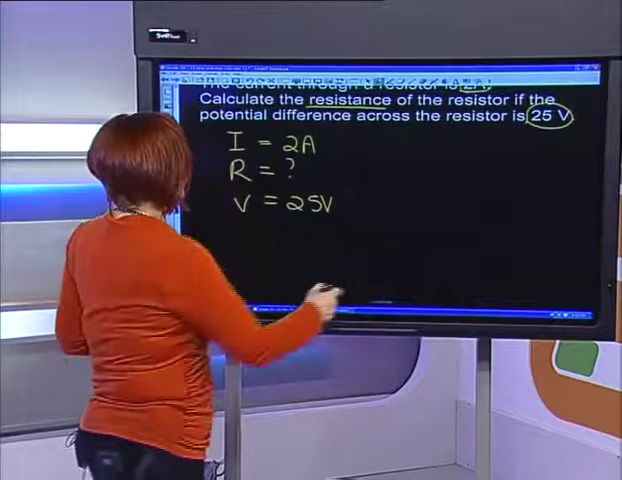 The current through a resistor is 2A.
Calculate the resistance of the resistor if the
potential difference across the resistor is 25 V
I = 2A
R = ?
V = 25V